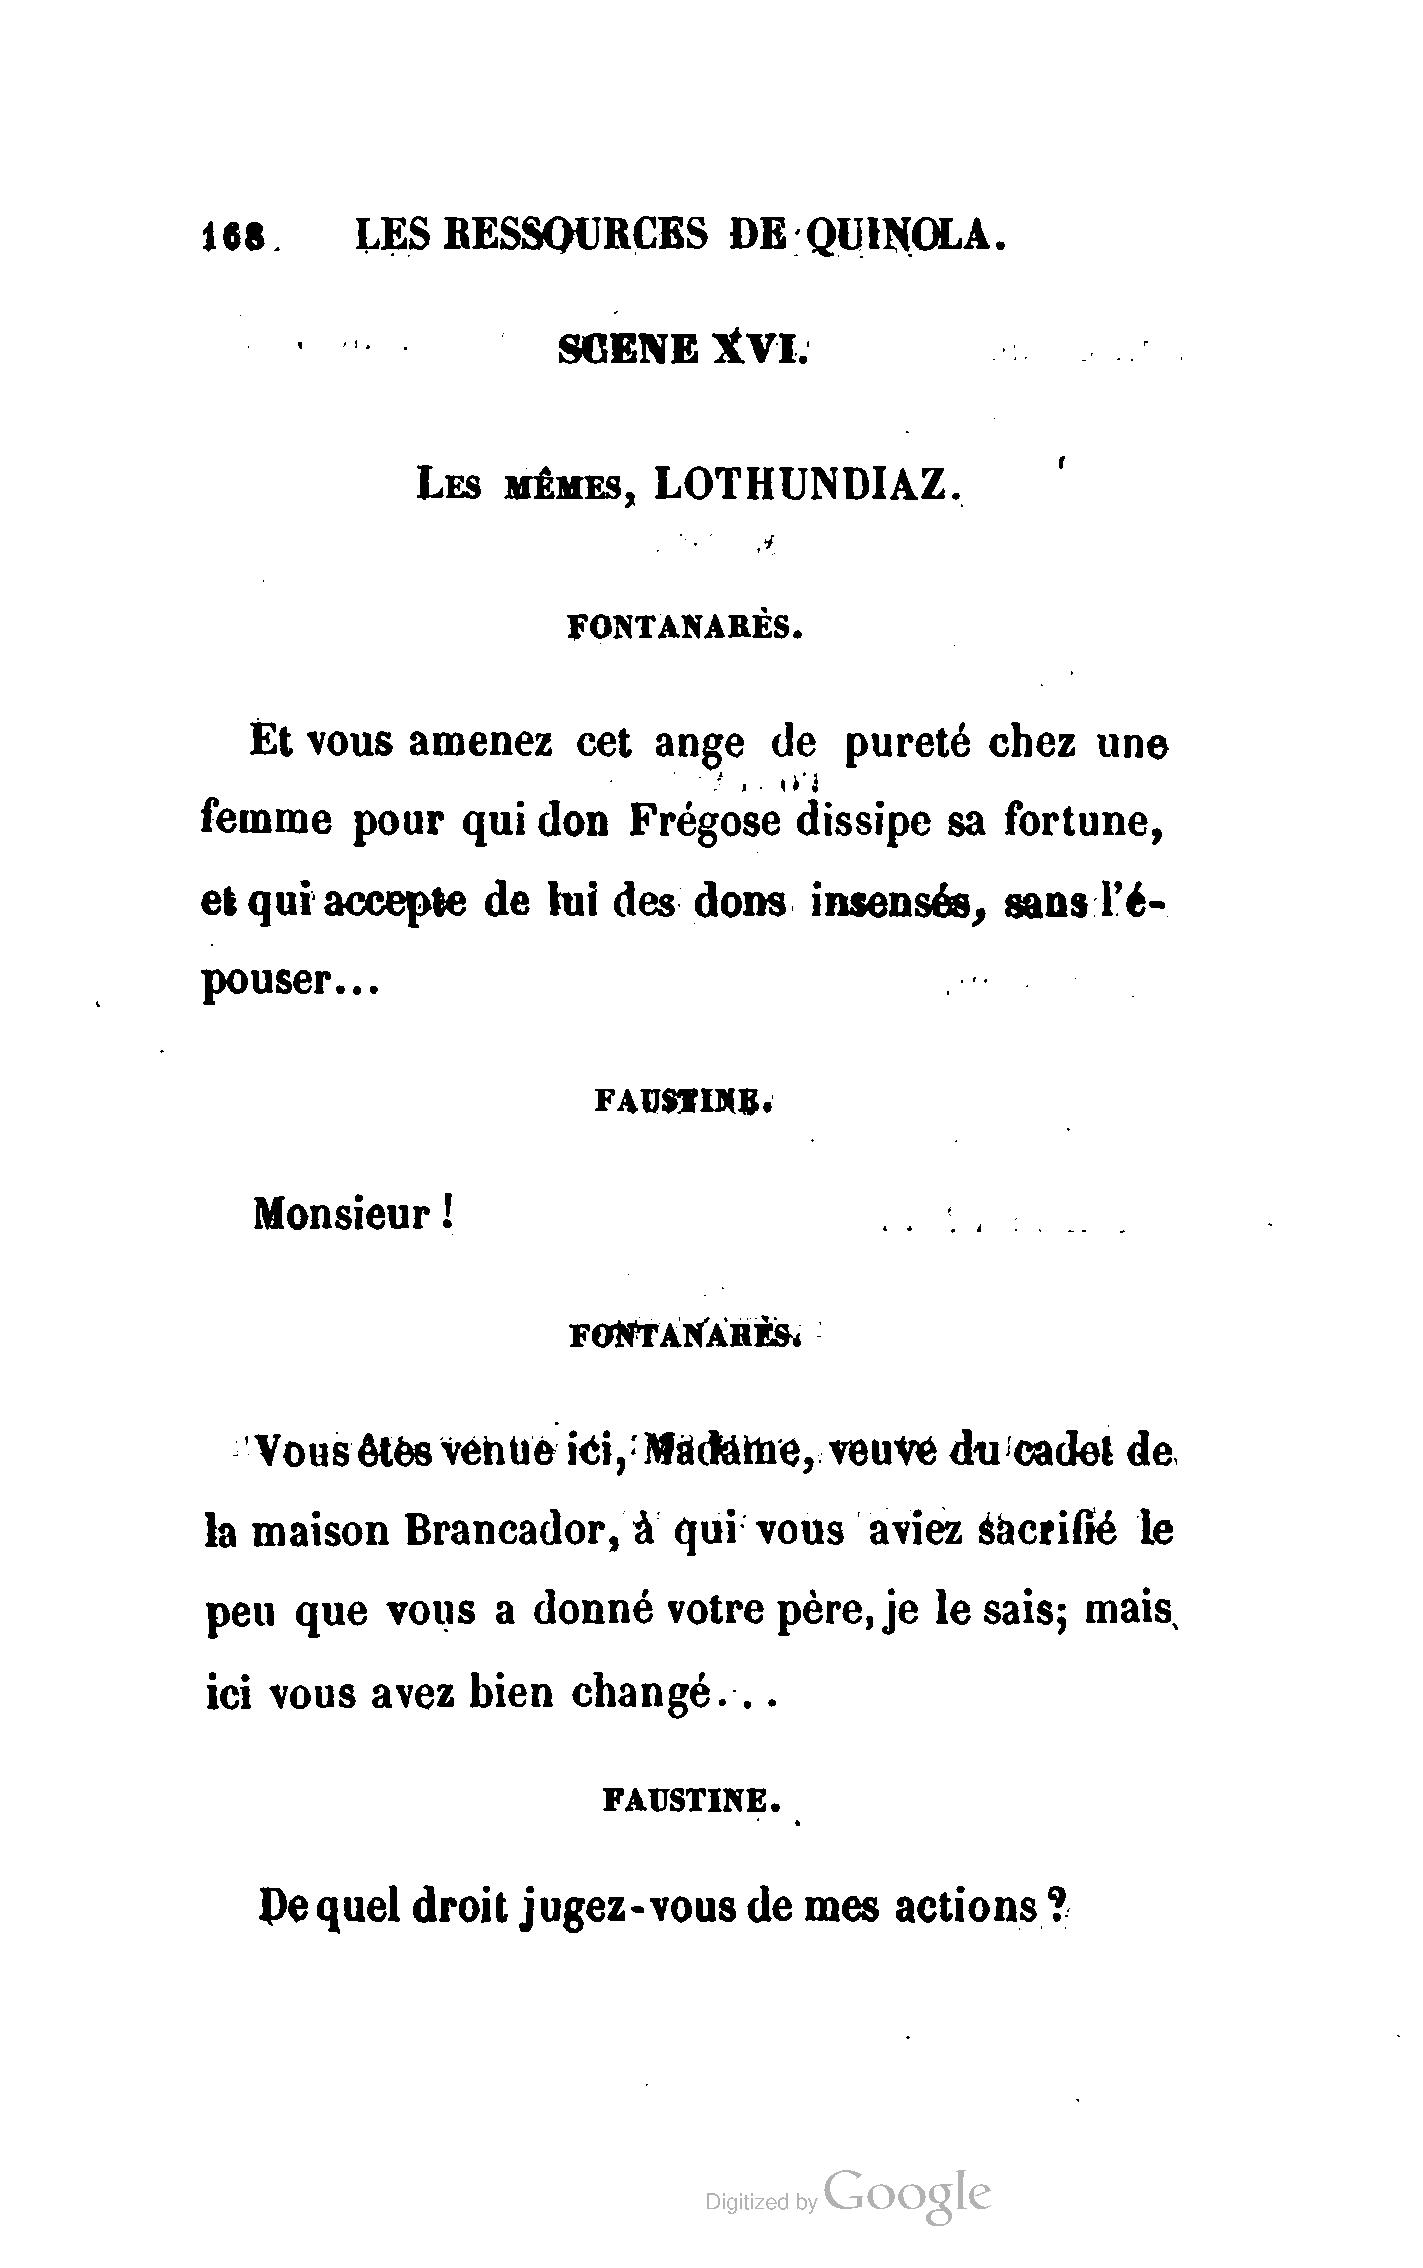 168. LES RESSOURCES DE QUINOLA.
SCENE XVI.
LES MÊMES, LOTHUNDIAZ.
FONTANARÈS.
Et vous amenez cet ange de pureté chez une
femme pour qui don Frégose dissipe sa fortune,
et qui accepte de lui des dons insensés, sans l'é-
pouser...
FAUSTINE.
Monsieur !
FONTANARÈS.
Vous êtes venue ici, Madame, veuve du cadet de
la maison Brancador, à qui vous aviez sacrifié le
peu que vous a donné votre père, je le sais; mais
ici vous avez bien changé...
FAUSTINE.
De quel droit jugez-vous de mes actions ?
Digitized by Google